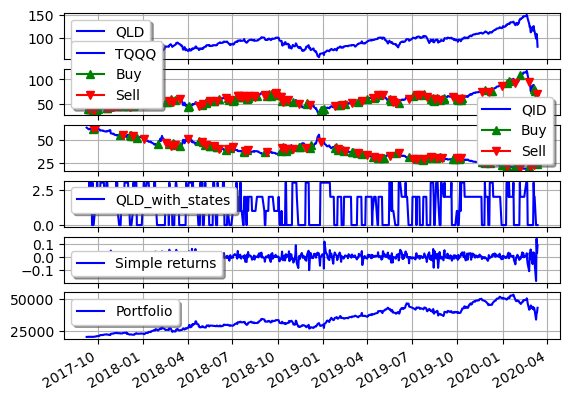 150
QLD
100
TQQQ
100
Buy
50
Sell
QID
50
Buy
25
Sell
2.5
QLD_with_states
0.0
0.1
0.0
Simple returns
−0.1
50000
Portfolio
25000
2017-10
2018-01
2018-04
2018-07
2018-10
2019-01
2019-04
2019-07
2019-10
2020-01
2020-04